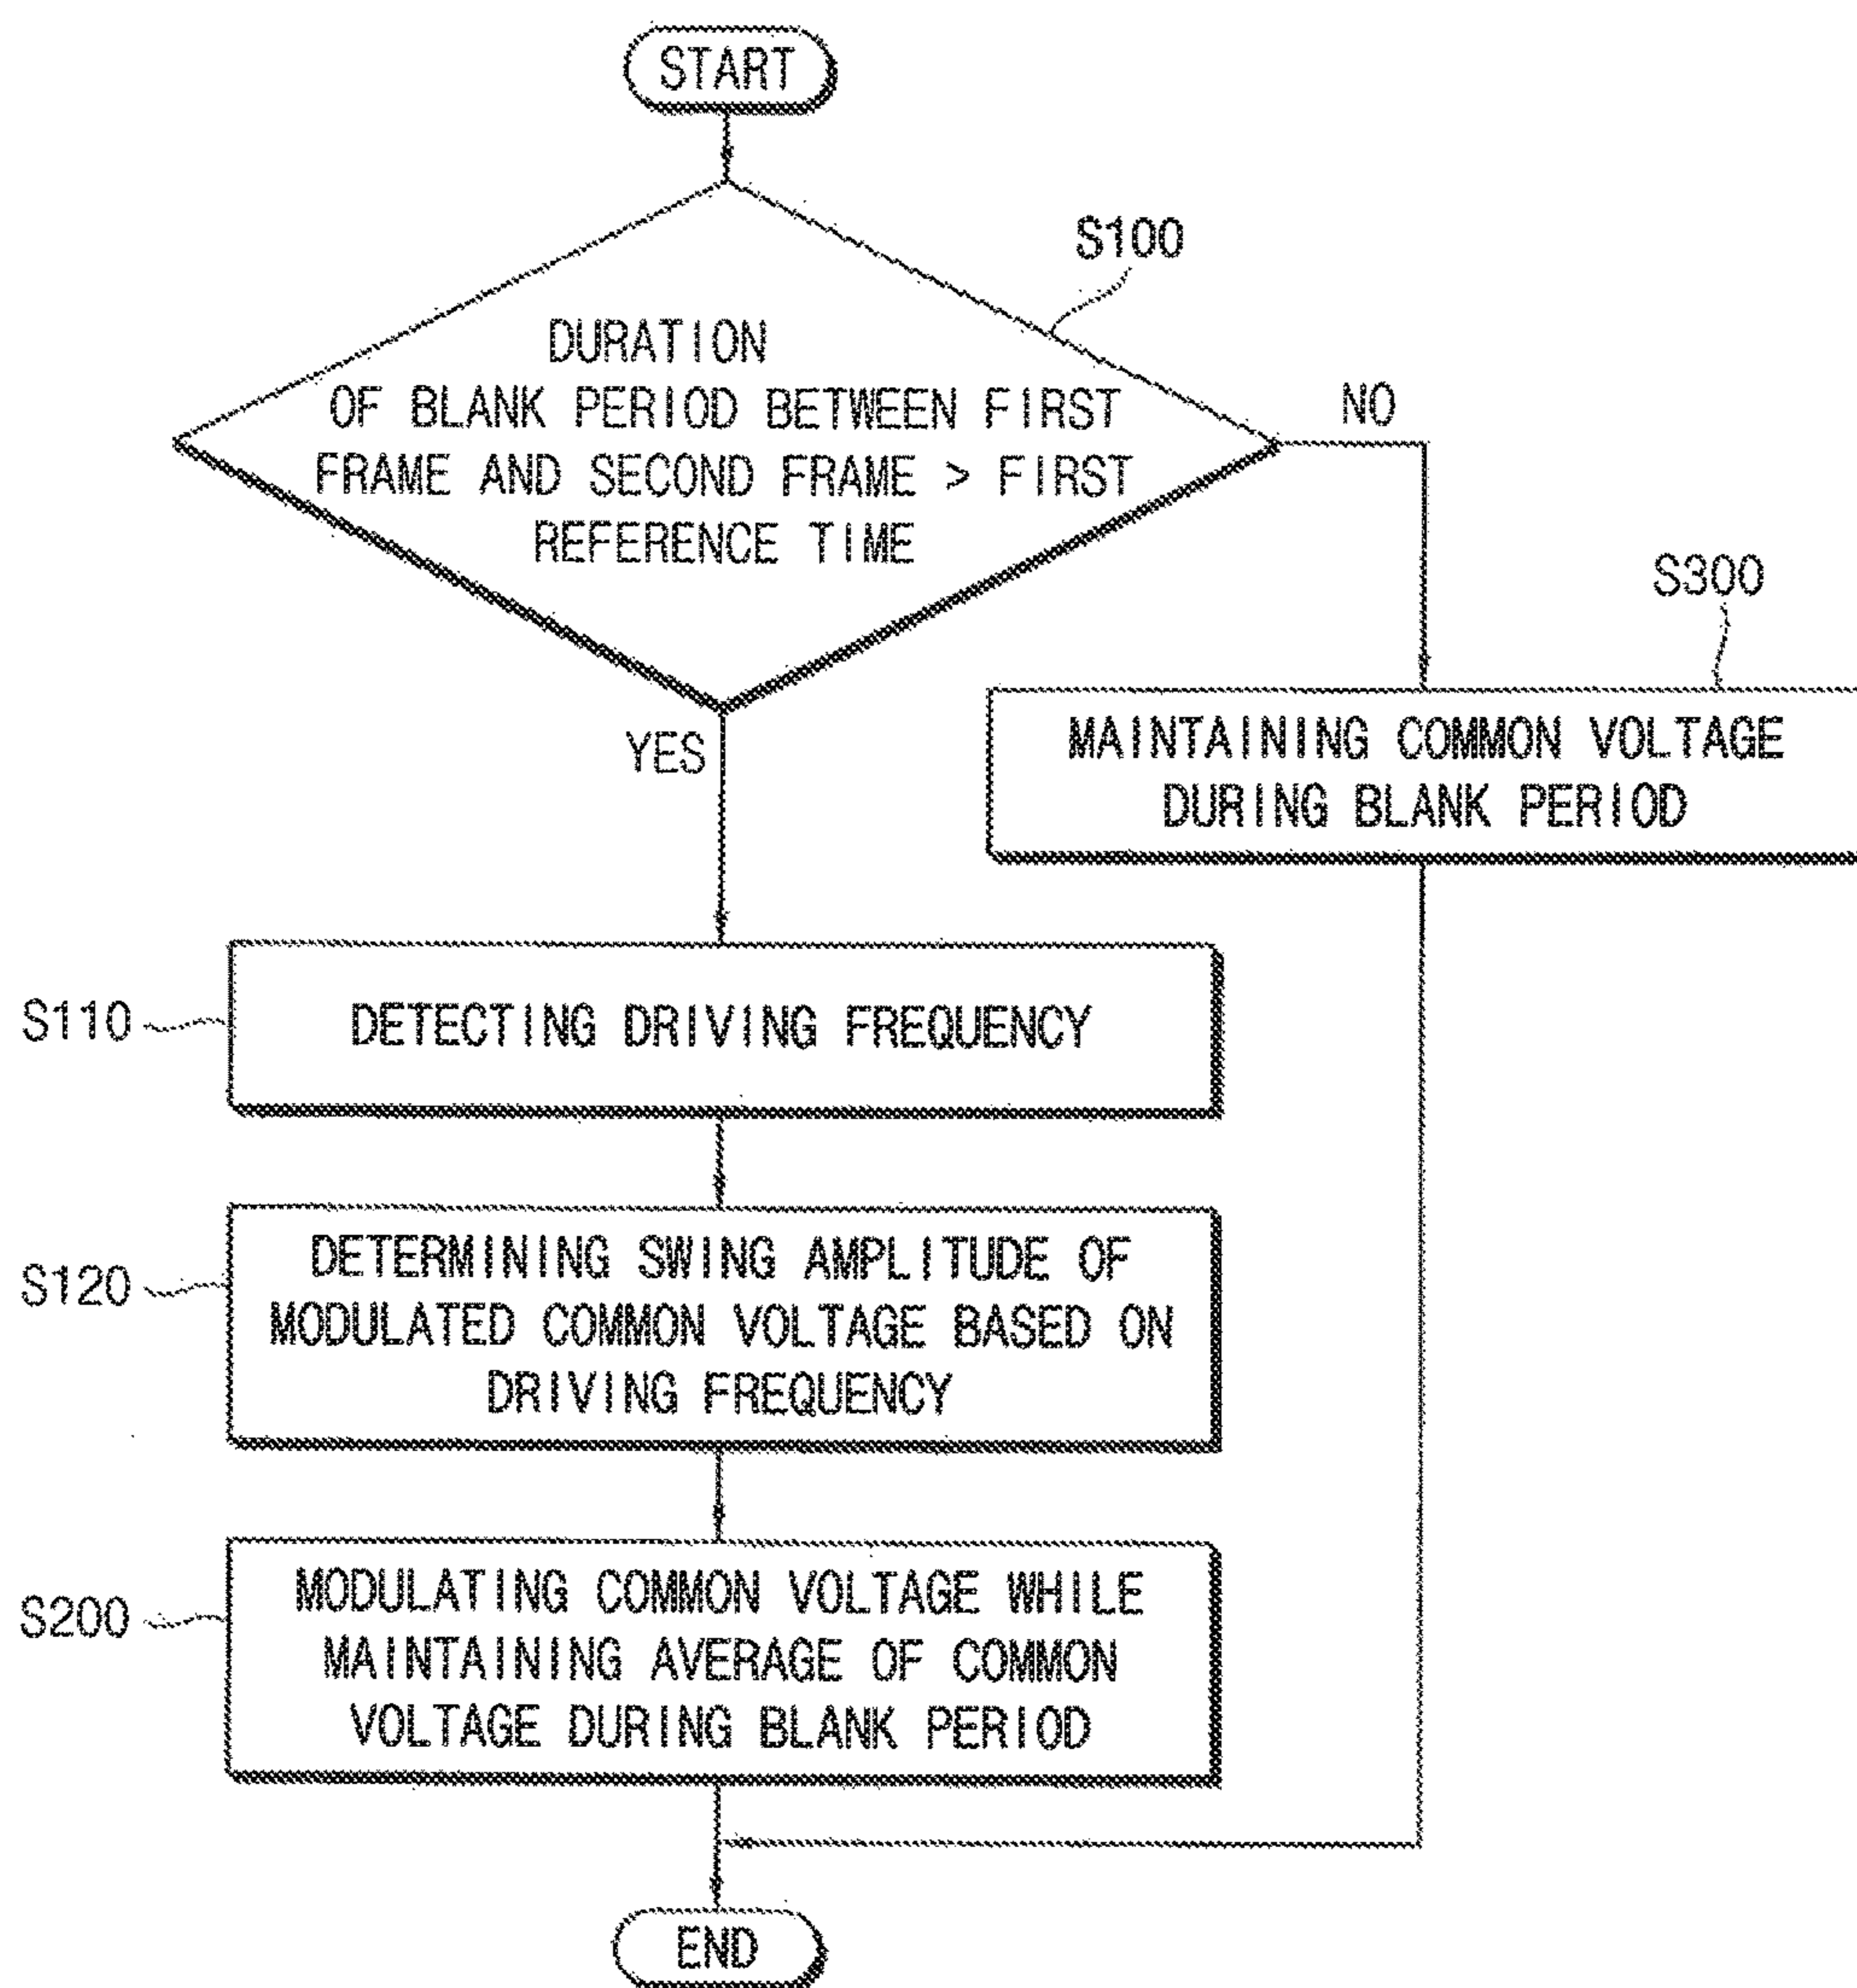 START
S100
DURATION
OF BLANK PERIOD BETWEEN FIRST
FRAME AND SECOND FRAME > FIRST
REFERENCE TIME
NO
YES
S300
MAINTAINING COMMON VOLTAGE
DURING BLANK PERIOD
S110
DETECTING DRIVING FREQUENCY
S120
DETERMINING SWING AMPLITUDE OF
MODULATED COMMON VOLTAGE BASED ON
DRIVING FREQUENCY
S200
MODULATING COMMON VOLTAGE WHILE
MAINTAINING AVERAGE OF COMMON
VOLTAGE DURING BLANK PERIOD
END